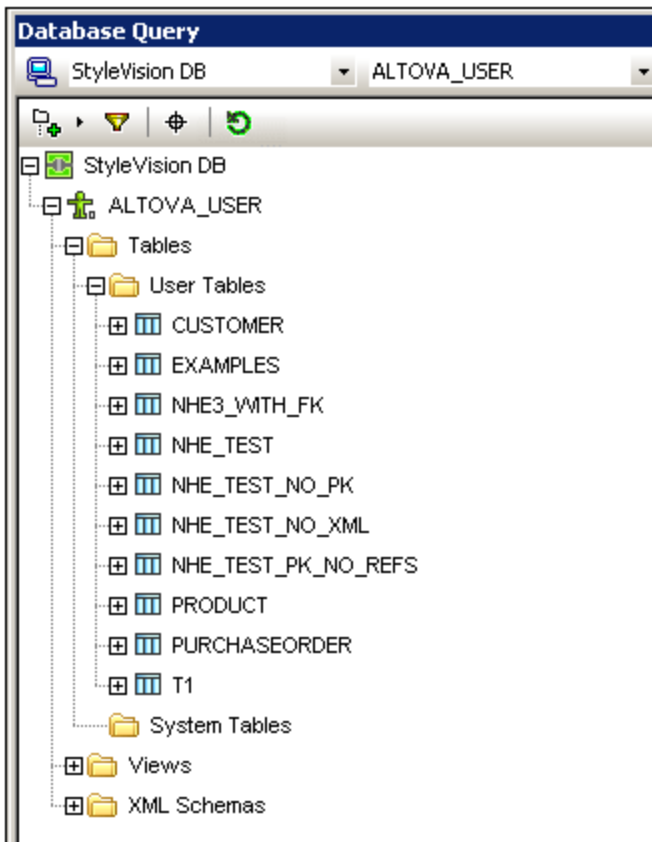 Database Query
StyleVision DB ALTOVA_USER
StyleVision DB
ALTOVA_USER
Tables
User Tables
CUSTOMER
EXAMPLES
NHE3_WITH_FK
NHE_TEST
NHE_TEST_NO_PK
NHE_TEST_NO_XML
NHE_TEST_PK_NO_REFS
PRODUCT
PURCHASEORDER
T1
System Tables
Views
XML Schemas